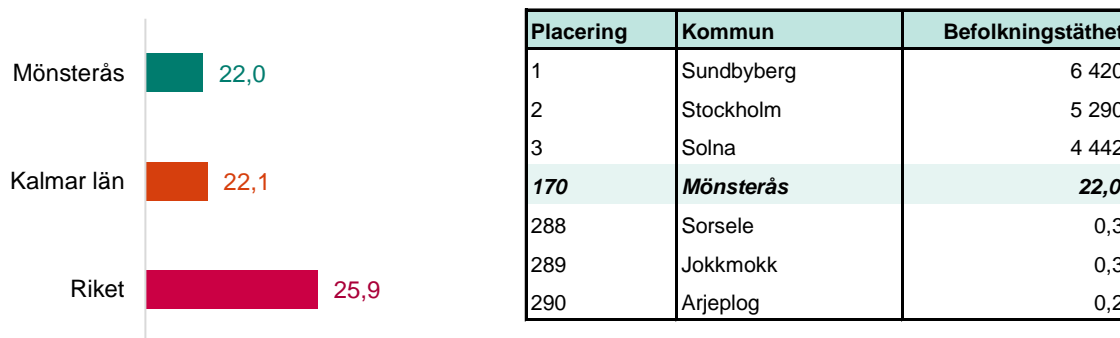 Mönsterås 22,0
Kalmar län 22,1
Riket 25,9
Placering Kommun Befolkningstäthet
1 Sundbyberg 6 420
2 Stockholm 5 290
3 Solna 4 442
170 Mönsterås 22,0
288 Sorsele 0,3
289 Jokkmokk 0,3
290 Arjeplog 0,2